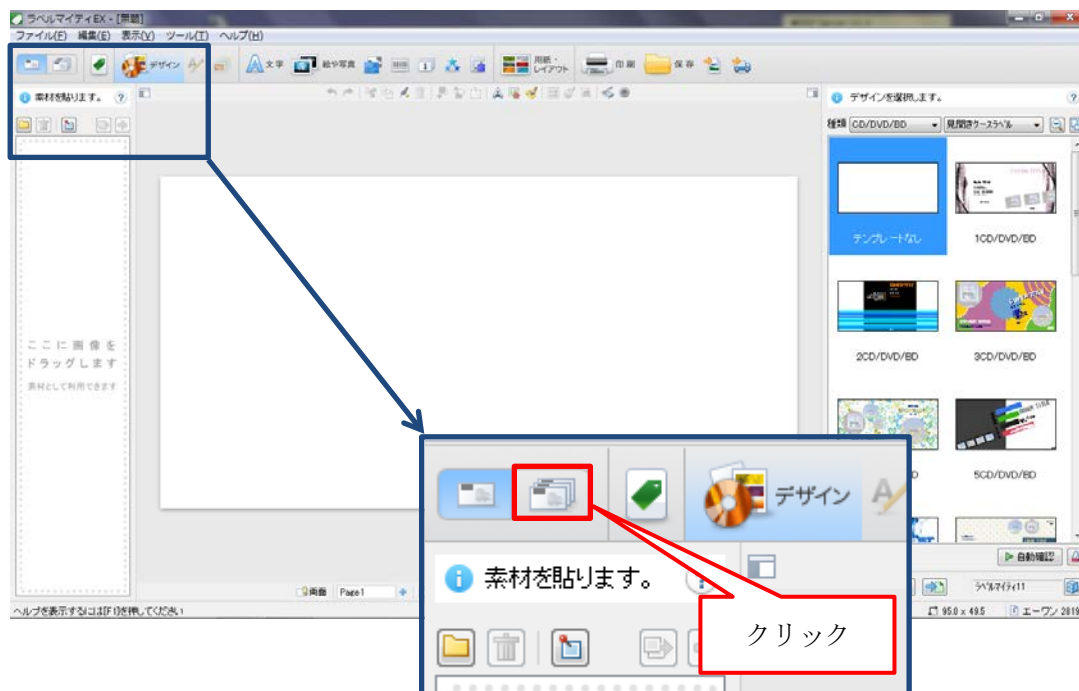 ラベルマイティEX - [無題]
ファイル(F) 編集(E) 表示(V) ツール(T) ヘルプ(H)
デザイン 文字 絵や写真 用紙・レイアウト 印刷 保存
素材を貼ります。
デザインを選択します。
種類 CD/DVD/BD 見開きケースラベル
テンプレートなし 1CD/DVD/BD
2CD/DVD/BD 3CD/DVD/BD
5CD/DVD/BD
ここに画像を
ドラッグします
素材として利用できます
自動確認
両面 Page1
ラベルマイティ11
ヘルプを表示するには[F1]を押してください
95.0 × 49.5 エーワン 2819
デザイン
素材を貼ります。
クリック